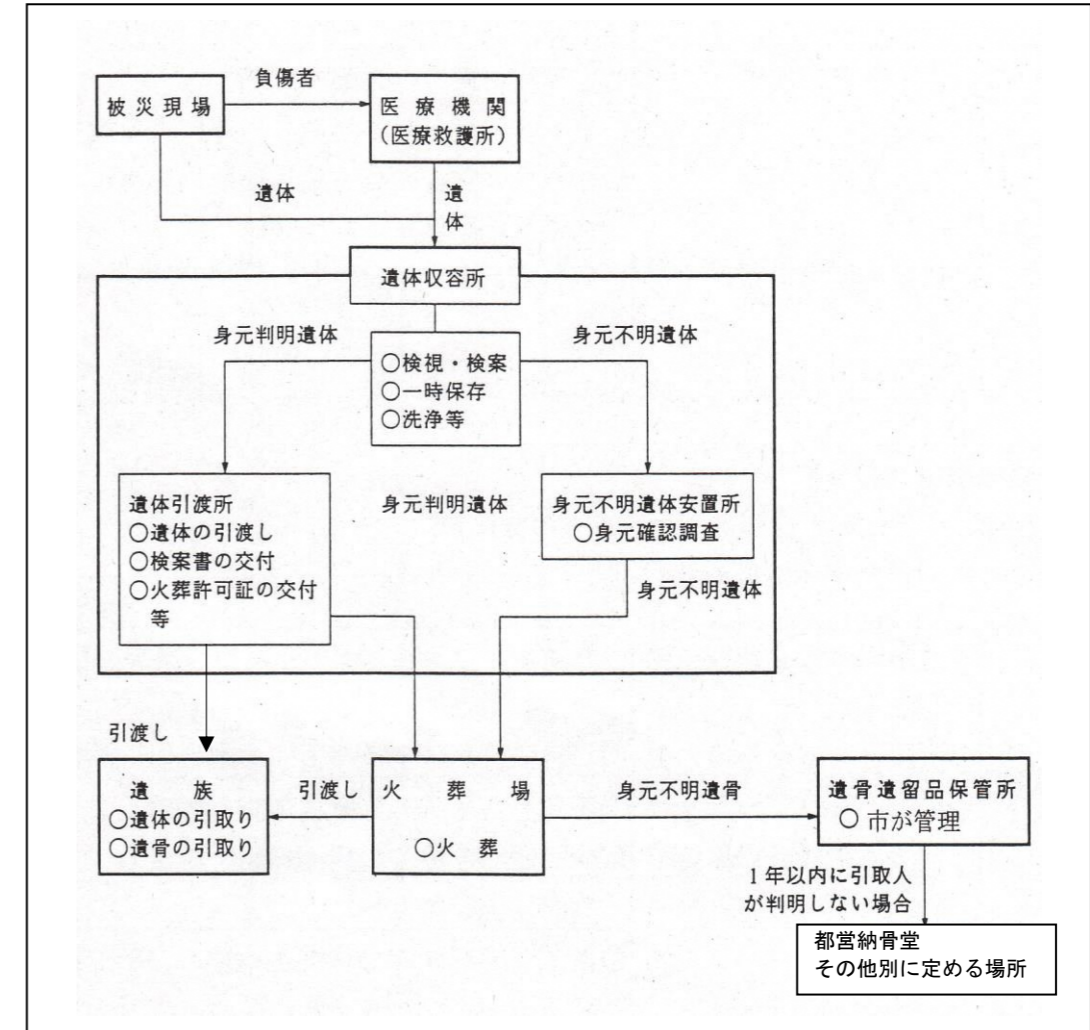 負傷者
被災現場
医療機関
(医療救護所)
遺体
遺
体
遺体収容所
身元判明遺体
身元不明遺体
○検視・検案
○一時保存
○洗浄等
遺体引渡所
○遺体の引渡し
○検案書の交付
○火葬許可証の交付
等
身元判明遺体
身元不明遺体安置所
○身元確認調査
身元不明遺体
引渡し
遺族
○遺体の引取り
○遺骨の引取り
引渡し
火葬場
○火葬
身元不明遺骨
遺骨遺留品保管所
○ 市が管理
1年以内に引取人
が判明しない場合
都営納骨堂
その他別に定める場所